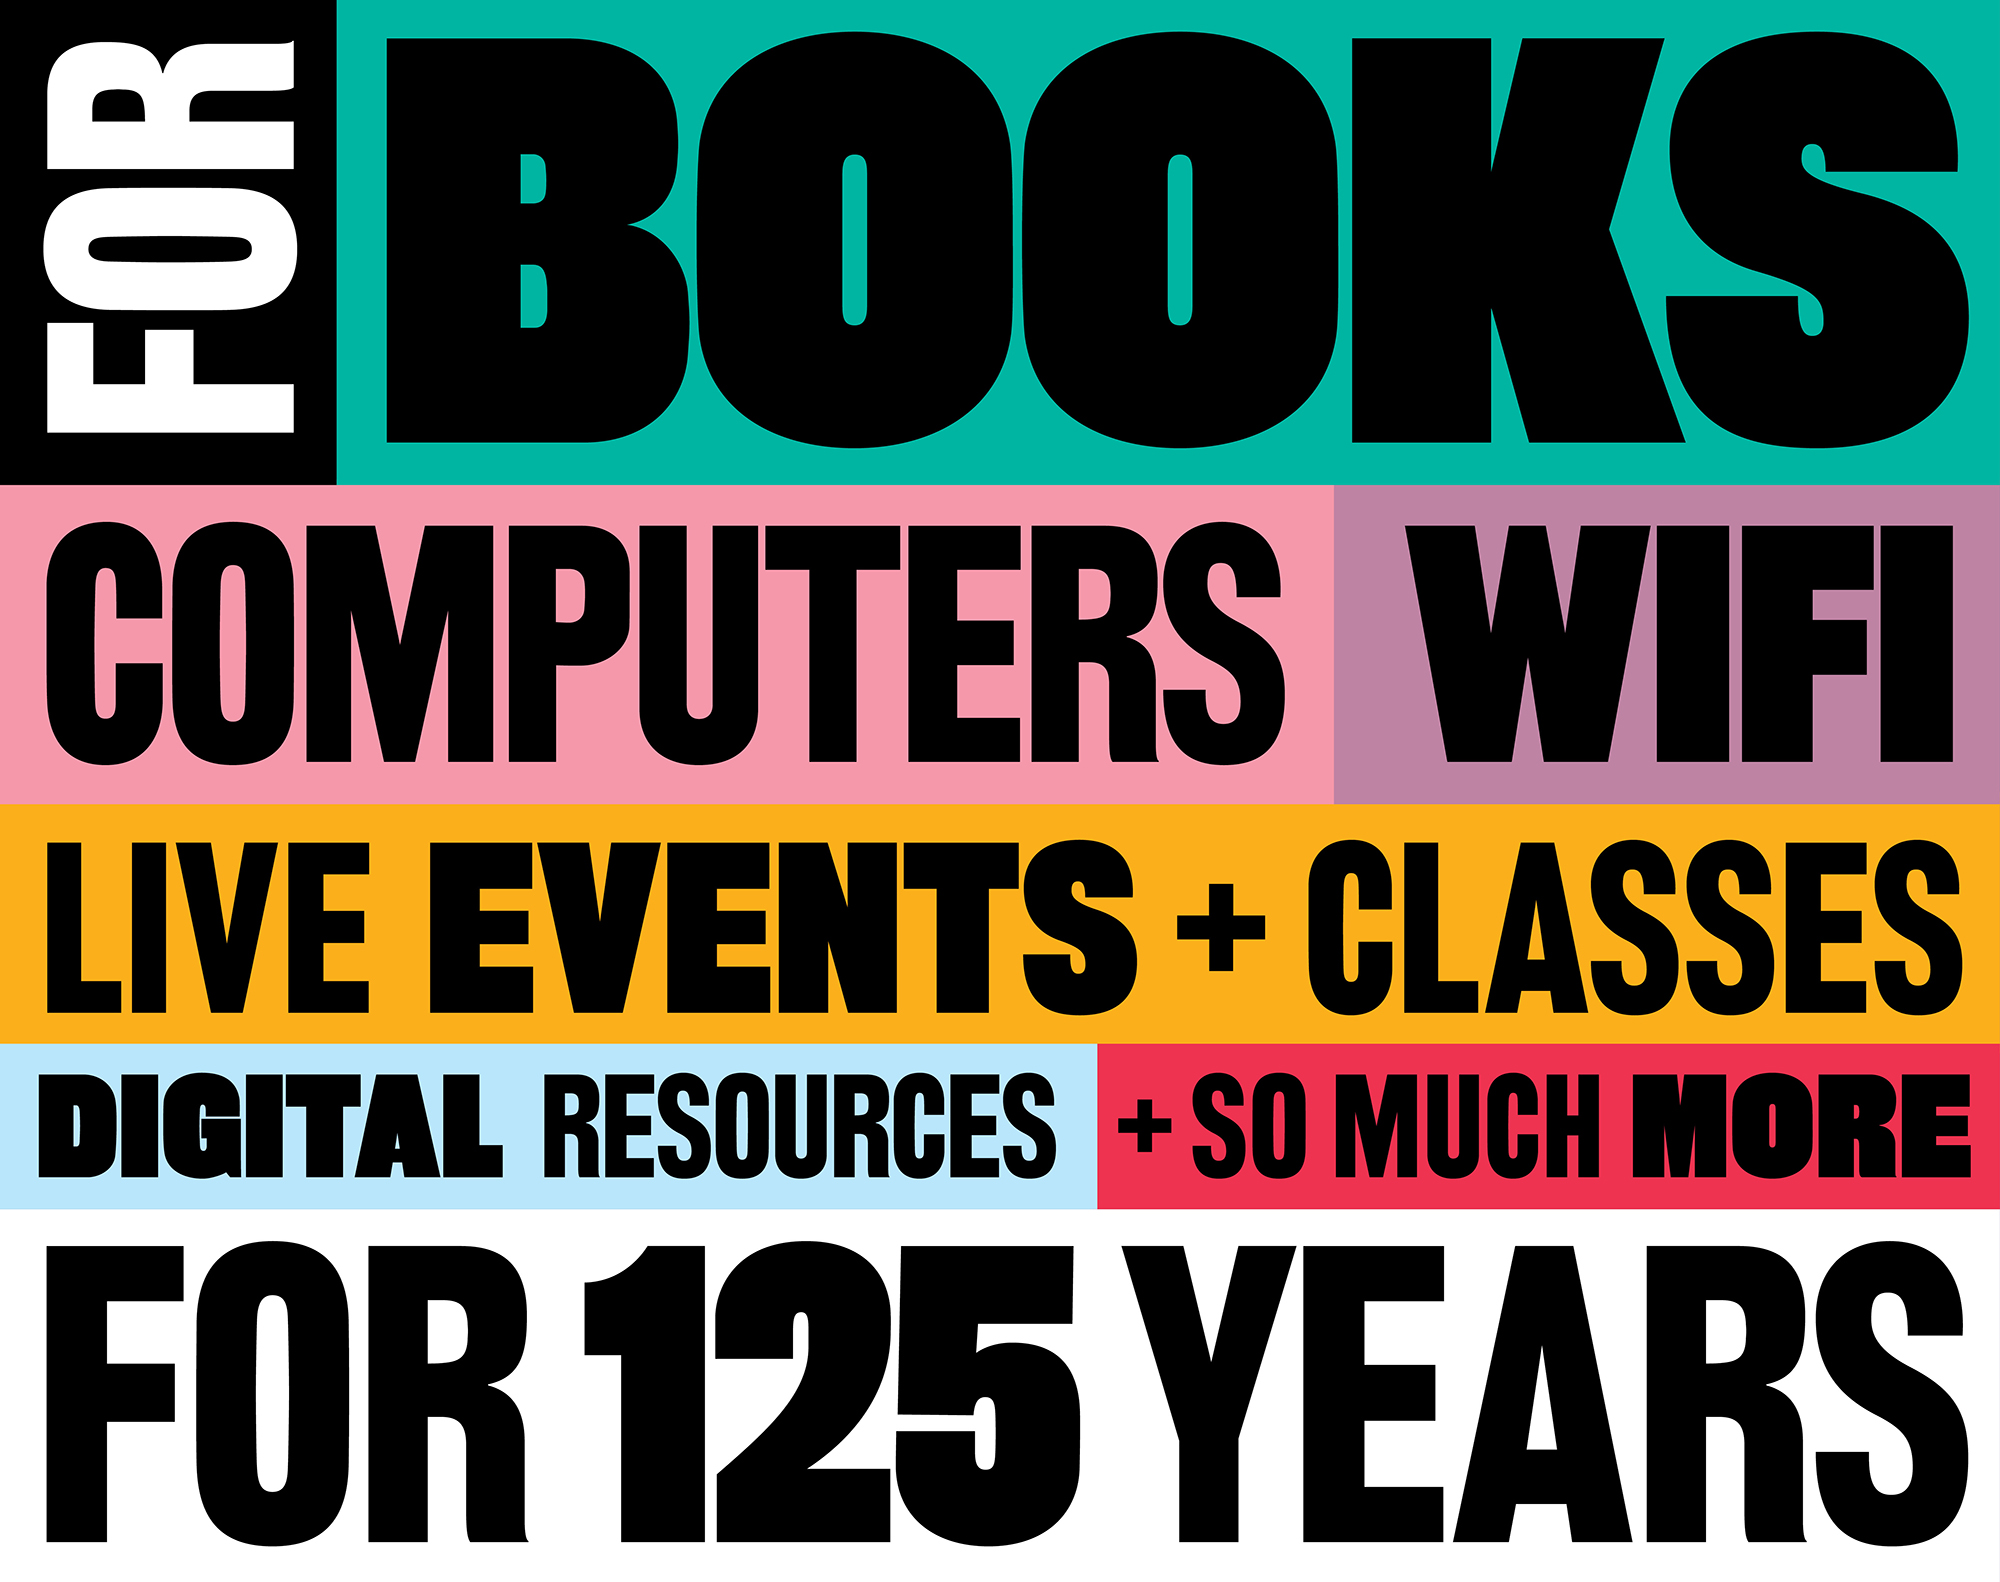 FOR BOOKS
COMPUTERS WIFI
LIVE EVENTS + CLASSES
DIGITAL RESOURCES + SO MUCH MORE
FOR 125 YEARS